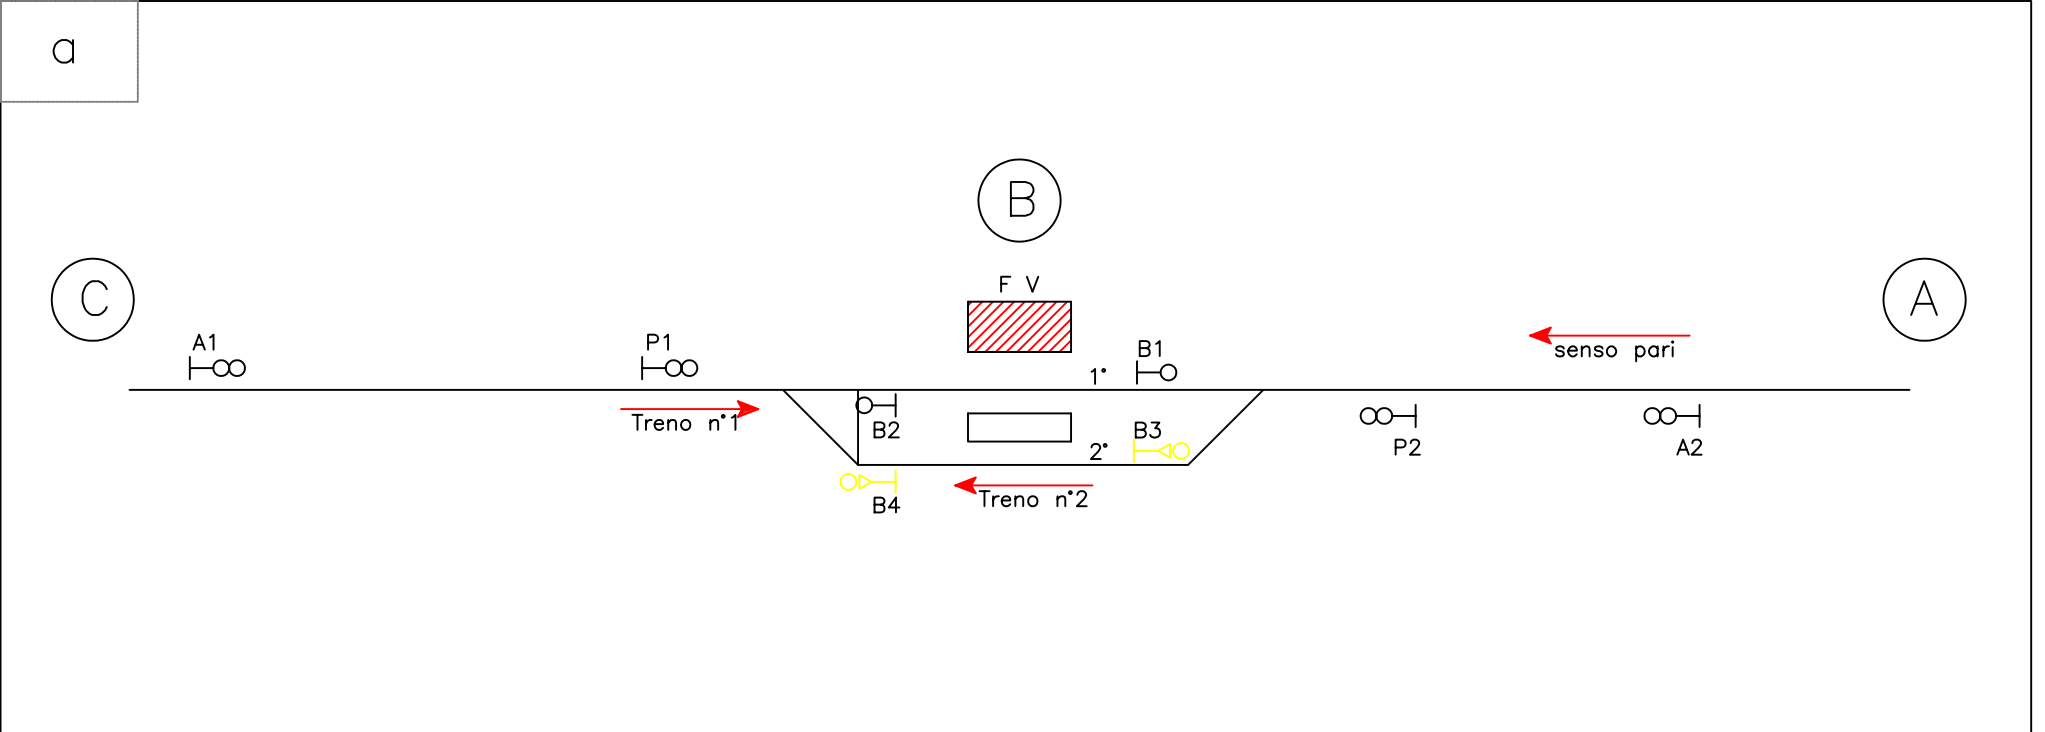 a
B
F V
C
A
A1
P1
B1
senso pari
1°
Treno n°1
B2
B3
2°
P2
A2
B4
Treno n°2